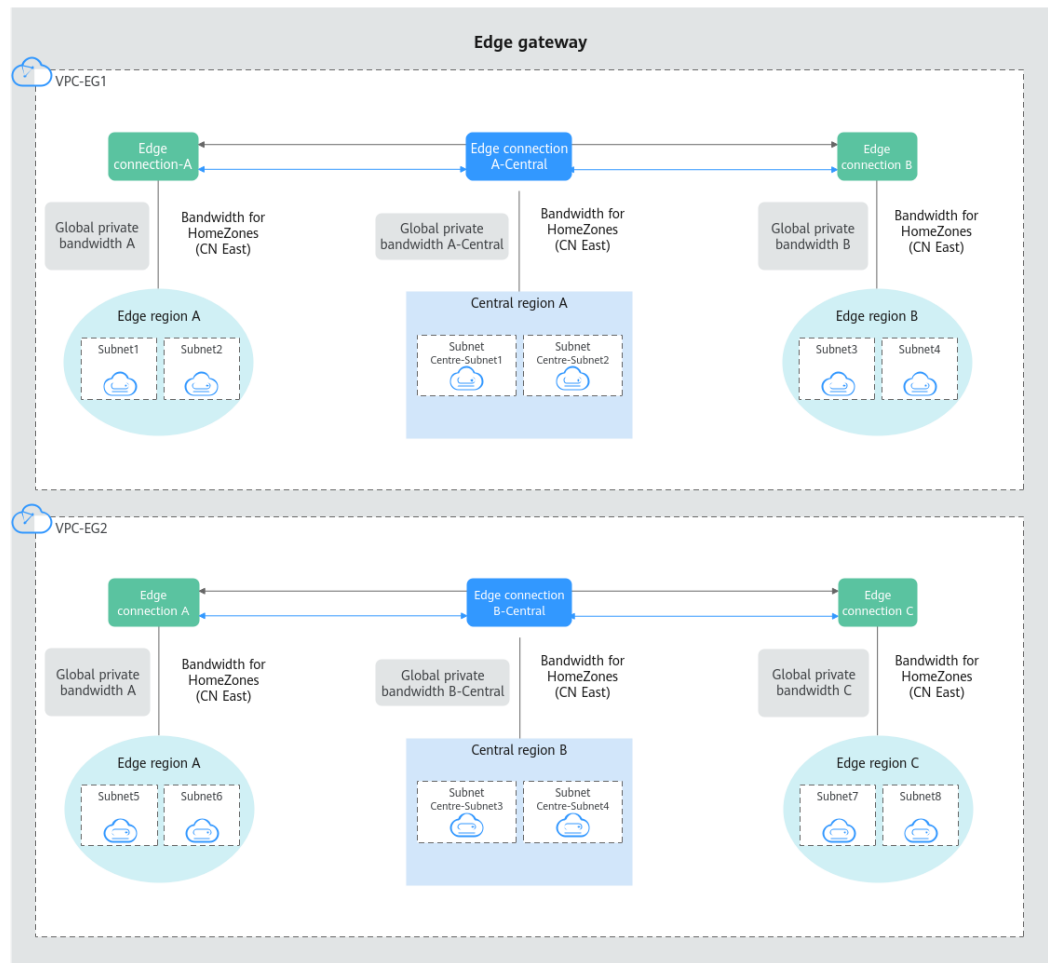 Edge gateway
VPC-EG1
Edge
connection-A
Edge connection
A-Central
Edge
connection B
Global private
bandwidth A
Bandwidth for
HomeZones
(CN East)
Global private
bandwidth A-Central
Bandwidth for
HomeZones
(CN East)
Global private
bandwidth B
Bandwidth for
HomeZones
(CN East)
Edge region A
Subnet1
Subnet2
Central region A
Subnet
Centre-Subnet1
Subnet
Centre-Subnet2
Edge region B
Subnet3
Subnet4
VPC-EG2
Edge
connection A
Edge connection
B-Central
Edge
connection C
Global private
bandwidth A
Bandwidth for
HomeZones
(CN East)
Global private
bandwidth B-Central
Bandwidth for
HomeZones
(CN East)
Global private
bandwidth C
Bandwidth for
HomeZones
(CN East)
Edge region A
Subnet5
Subnet6
Central region B
Subnet
Centre-Subnet3
Subnet
Centre-Subnet4
Edge region C
Subnet7
Subnet8